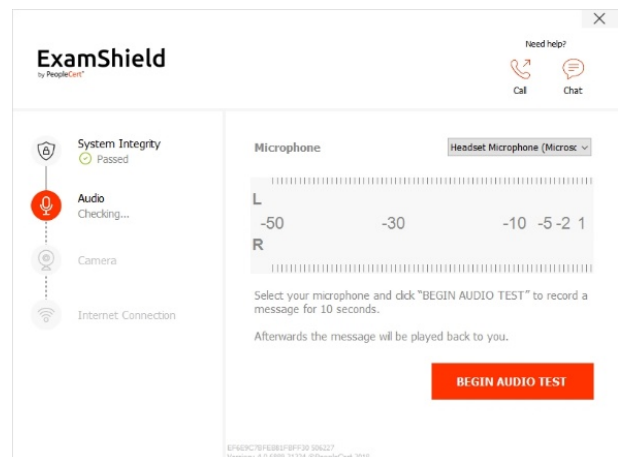 Need help?
ExamShield
by PeopleCert
Call Chat
System Integrity
Passed
Audio
Checking...
Camera
Internet Connection
Microphone
Headset Microphone (Microsc
L
-50 -30 -10 -5 -2 1
R
Select your microphone and click "BEGIN AUDIO TEST" to record a
message for 10 seconds.
Afterwards the message will be played back to you.
BEGIN AUDIO TEST